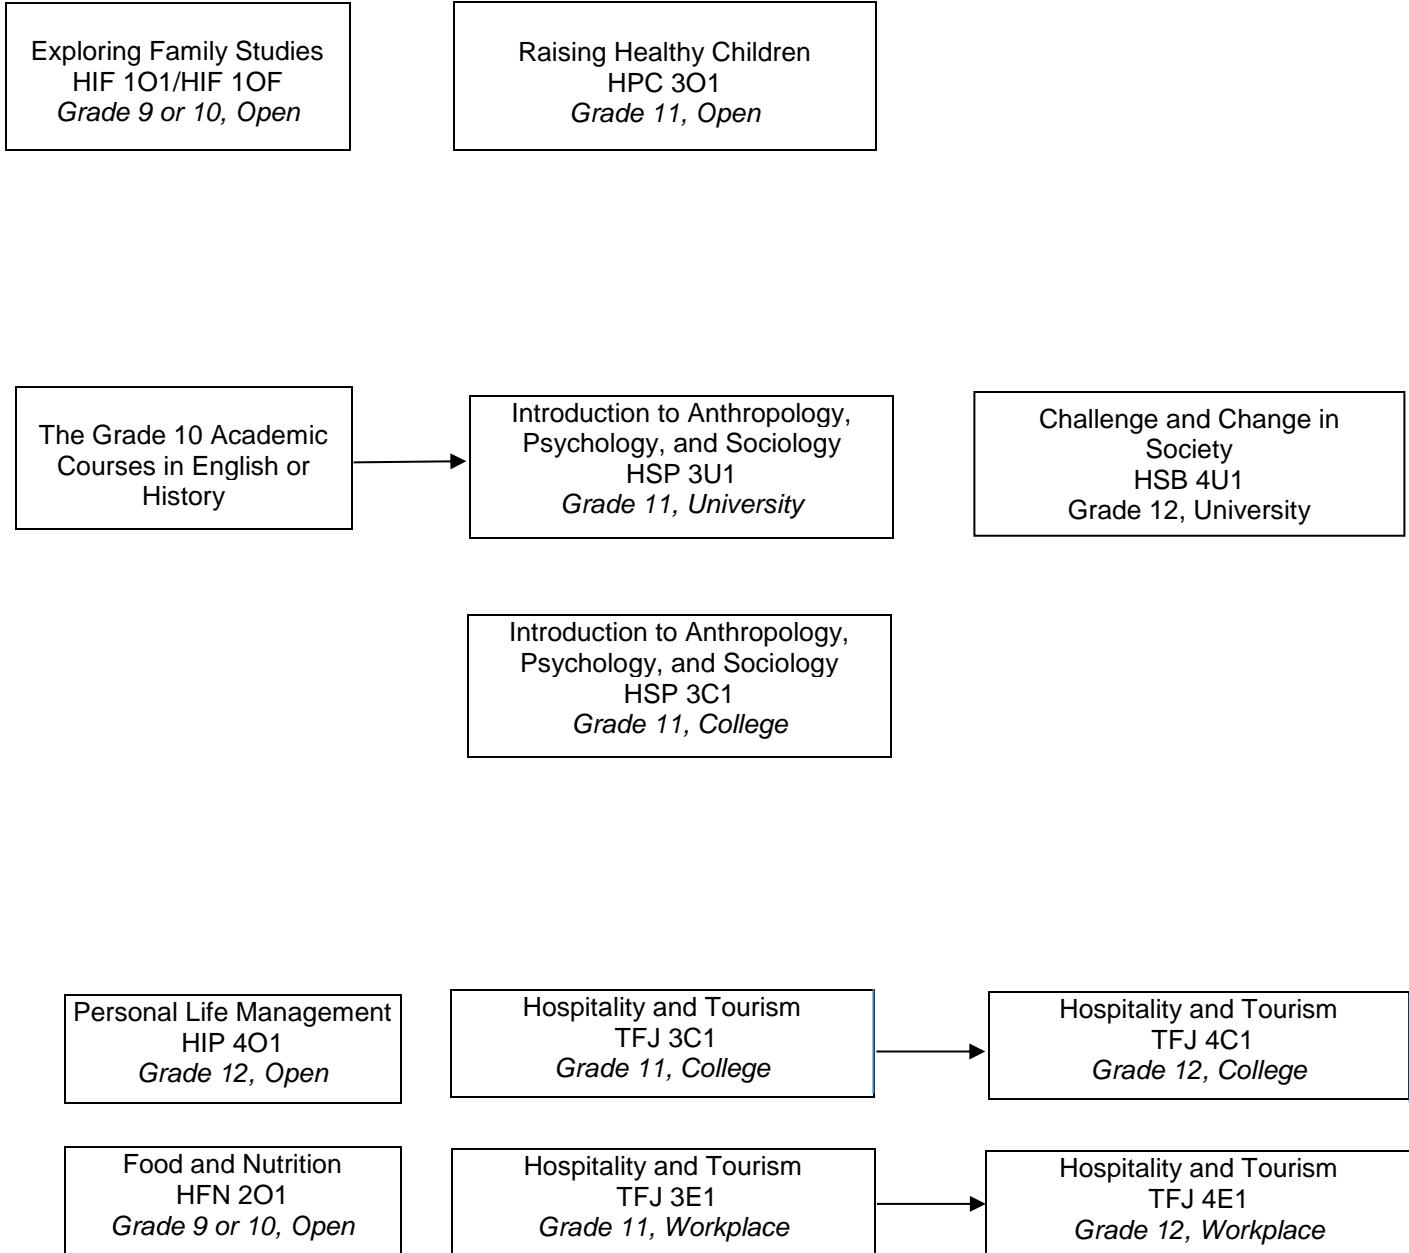 Exploring Family Studies
HIF 1O1/HIF 1OF
Grade 9 or 10, Open
Raising Healthy Children
HPC 3O1
Grade 11, Open
The Grade 10 Academic
Courses in English or
History
Introduction to Anthropology,
Psychology, and Sociology
HSP 3U1
Grade 11, University
Challenge and Change in
Society
HSB 4U1
Grade 12, University
Introduction to Anthropology,
Psychology, and Sociology
HSP 3C1
Grade 11, College
Personal Life Management
HIP 4O1
Grade 12, Open
Hospitality and Tourism
TFJ 3C1
Grade 11, College
Hospitality and Tourism
TFJ 4C1
Grade 12, College
Food and Nutrition
HFN 2O1
Grade 9 or 10, Open
Hospitality and Tourism
TFJ 3E1
Grade 11, Workplace
Hospitality and Tourism
TFJ 4E1
Grade 12, Workplace